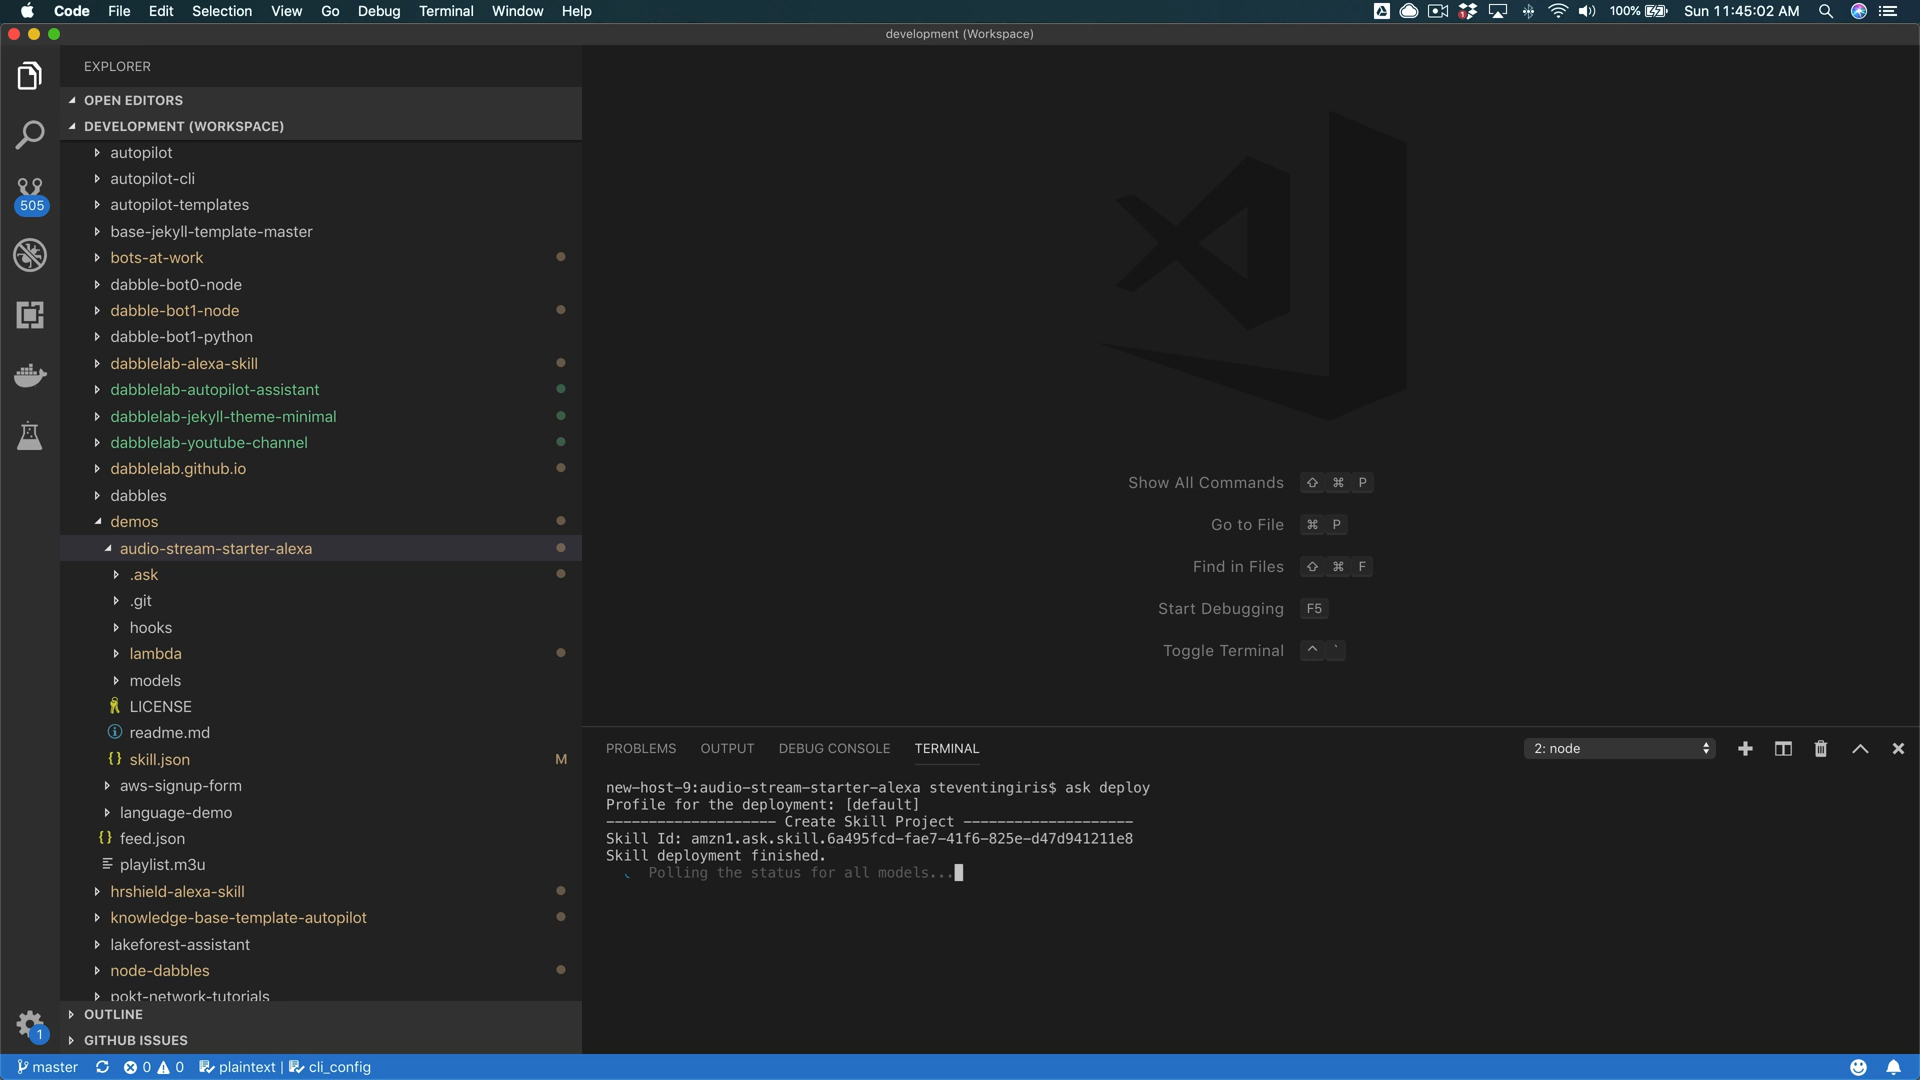 Code File Edit Selection View Go Debug Terminal Window Help
100% Sun 11:45:02 AM
development (Workspace)
EXPLORER
OPEN EDITORS
DEVELOPMENT (WORKSPACE)
autopilot
autopilot-cli
autopilot-templates
base-jekyll-template-master
bots-at-work
dabble-bot0-node
dabble-bot1-node
dabble-bot1-python
dabblelab-alexa-skill
dabblelab-autopilot-assistant
dabblelab-jekyll-theme-minimal
dabblelab-youtube-channel
dabblelab.github.io
dabbles
demos
audio-stream-starter-alexa
.ask
.git
hooks
lambda
models
LICENSE
readme.md
{} skill.json M
aws-signup-form
language-demo
{} feed.json
playlist.m3u
hrshield-alexa-skill
knowledge-base-template-autopilot
lakeforest-assistant
node-dabbles
pokt-network-tutorials
OUTLINE
GITHUB ISSUES
505
1
Show All Commands ⇧ ⌘ P
Go to File ⌘ P
Find in Files ⇧ ⌘ F
Start Debugging F5
Toggle Terminal ^ `
PROBLEMS OUTPUT DEBUG CONSOLE TERMINAL
2: node
new-host-9:audio-stream-starter-alexa steventingiris$ ask deploy
Profile for the deployment: [default]
-------------------- Create Skill Project --------------------
Skill Id: amzn1.ask.skill.6a495fcd-fae7-41f6-825e-d47d941211e8
Skill deployment finished.
Polling the status for all models...
master 0 0 plaintext | cli_config